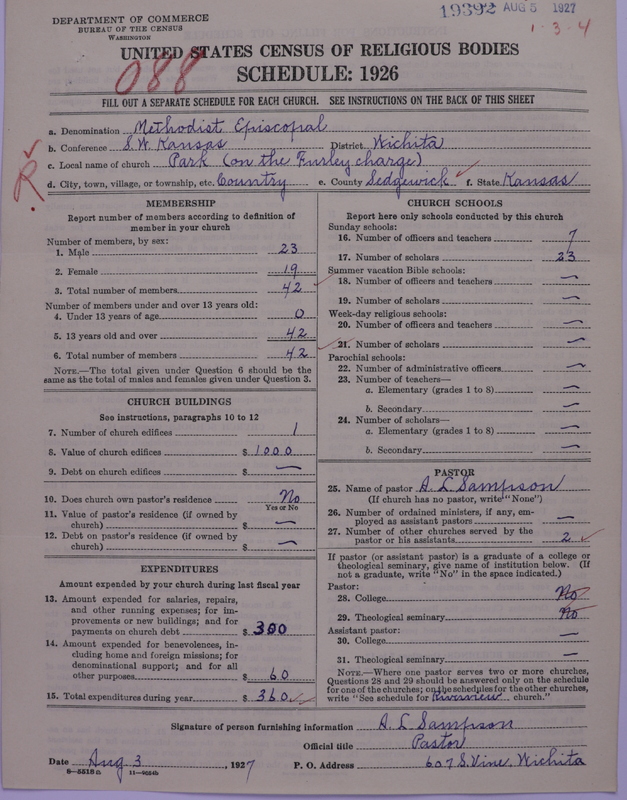 DEPARTMENT OF COMMERCE
BUREAU OF THE CENSUS
WASHINGTON
19392 AUG 5 1927
1-3-4
UNITED STATES CENSUS OF RELIGIOUS BODIES
SCHEDULE: 1926
088
FILL OUT A SEPARATE SCHEDULE FOR EACH CHURCH. SEE INSTRUCTIONS ON THE BACK OF THIS SHEET
a. Denomination Methodist Episcopal
b. Conference S.W. Kansas District Wichita
c. Local name of church Park (on the Furley charge)
d. City, town, village, or township, etc. Country e. County Sedgewick f. State Kansas
R.
MEMBERSHIP
Report number of members according to definition of
member in your church
Number of members, by sex:
1. Male 23
2. Female 19
3. Total number of members 42
Number of members under and over 13 years old:
4. Under 13 years of age 0
5. 13 years old and over 42
6. Total number of members 42
NOTE.—The total given under Question 6 should be the
same as the total of males and females given under Question 3.
CHURCH BUILDINGS
See instructions, paragraphs 10 to 12
7. Number of church edifices 1
8. Value of church edifices $ 1000
9. Debt on church edifices $ —
10. Does church own pastor's residence No
Yes or No
11. Value of pastor's residence (if owned by
church) $ —
12. Debt on pastor's residence (if owned by
church) $ —
EXPENDITURES
Amount expended by your church during last fiscal year
13. Amount expended for salaries, repairs,
and other running expenses; for im-
provements or new buildings; and for
payments on church debt $ 300
14. Amount expended for benevolences, in-
cluding home and foreign missions; for
denominational support; and for all
other purposes $ 60
15. Total expenditures during year $ 360
CHURCH SCHOOLS
Report here only schools conducted by this church
Sunday schools:
16. Number of officers and teachers 7
17. Number of scholars 23
Summer vacation Bible schools:
18. Number of officers and teachers —
19. Number of scholars —
Week-day religious schools:
20. Number of officers and teachers —
21. Number of scholars —
Parochial schools:
22. Number of administrative officers —
23. Number of teachers—
a. Elementary (grades 1 to 8) —
b. Secondary —
24. Number of scholars—
a. Elementary (grades 1 to 8) —
b. Secondary —
PASTOR
25. Name of pastor A. L. Sampson
(If church has no pastor, write "None")
26. Number of ordained ministers, if any, em-
ployed as assistant pastors —
27. Number of other churches served by the
pastor or his assistants 2
If pastor (or assistant pastor) is a graduate of a college or
theological seminary, give name of institution below. (If
not a graduate, write "No" in the space indicated.)
Pastor:
28. College No
29. Theological seminary No
Assistant pastor:
30. College —
31. Theological seminary —
NOTE.—Where one pastor serves two or more churches,
Questions 28 and 29 should be answered only on the schedule
for one of the churches; on the schedules for the other churches,
write "See schedule for Riverview church."
Signature of person furnishing information A. L. Sampson
Official title Pastor
Date Aug 3, 1927 P. O. Address 607 S. Vine, Wichita
8—5518 a 11—9684b